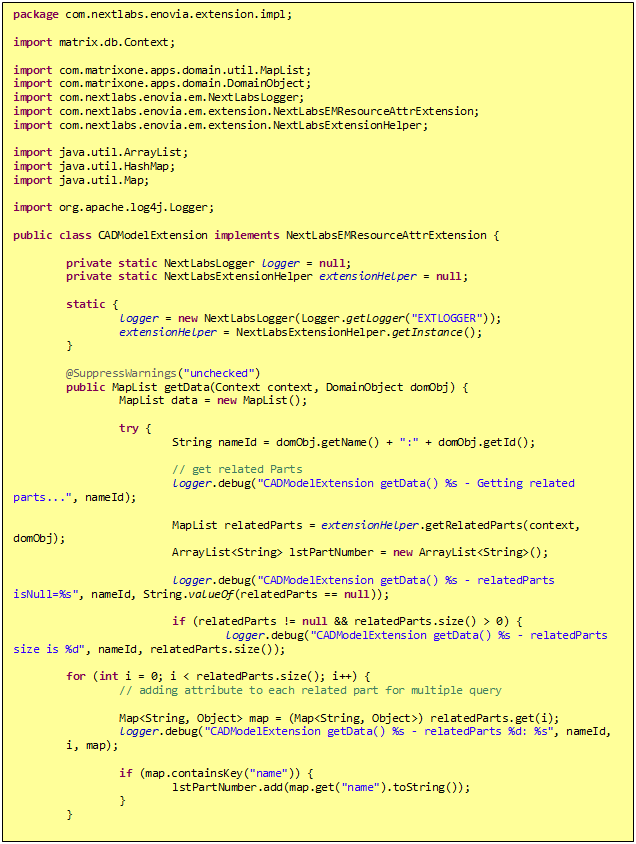 package com.nextlabs.enovia.extension.impl;
import matrix.db.Context;
import com.matrixone.apps.domain.util.MapList;
import com.matrixone.apps.domain.DomainObject;
import com.nextlabs.enovia.em.NextLabsLogger;
import com.nextlabs.enovia.em.extension.NextLabsEMResourceAttrExtension;
import com.nextlabs.enovia.em.extension.NextLabsExtensionHelper;
import java.util.ArrayList;
import java.util.HashMap;
import java.util.Map;
import org.apache.log4j.Logger;
public class CADModelExtension implements NextLabsEMResourceAttrExtension {
private static NextLabsLogger logger = null;
private static NextLabsExtensionHelper extensionHelper = null;
static {
logger = new NextLabsLogger(Logger.getLogger("EXTLOGGER"));
extensionHelper = NextLabsExtensionHelper.getInstance();
}
@SuppressWarnings("unchecked")
public MapList getData(Context context, DomainObject domObj) {
MapList data = new MapList();
try {
String nameId = domObj.getName() + ":" + domObj.getId();
// get related Parts
logger.debug("CADModelExtension getData() %s - Getting related
parts...", nameId);
MapList relatedParts = extensionHelper.getRelatedParts(context,
domObj);
ArrayList<String> lstPartNumber = new ArrayList<String>();
logger.debug("CADModelExtension getData() %s - relatedParts
isNull=%s", nameId, String.valueOf(relatedParts == null));
if (relatedParts != null && relatedParts.size() > 0) {
logger.debug("CADModelExtension getData() %s - relatedParts
size is %d", nameId, relatedParts.size());
for (int i = 0; i < relatedParts.size(); i++) {
// adding attribute to each related part for multiple query
Map<String, Object> map = (Map<String, Object>) relatedParts.get(i);
logger.debug("CADModelExtension getData() %s - relatedParts %d: %s", nameId,
i, map);
if (map.containsKey("name")) {
lstPartNumber.add(map.get("name").toString());
}
}